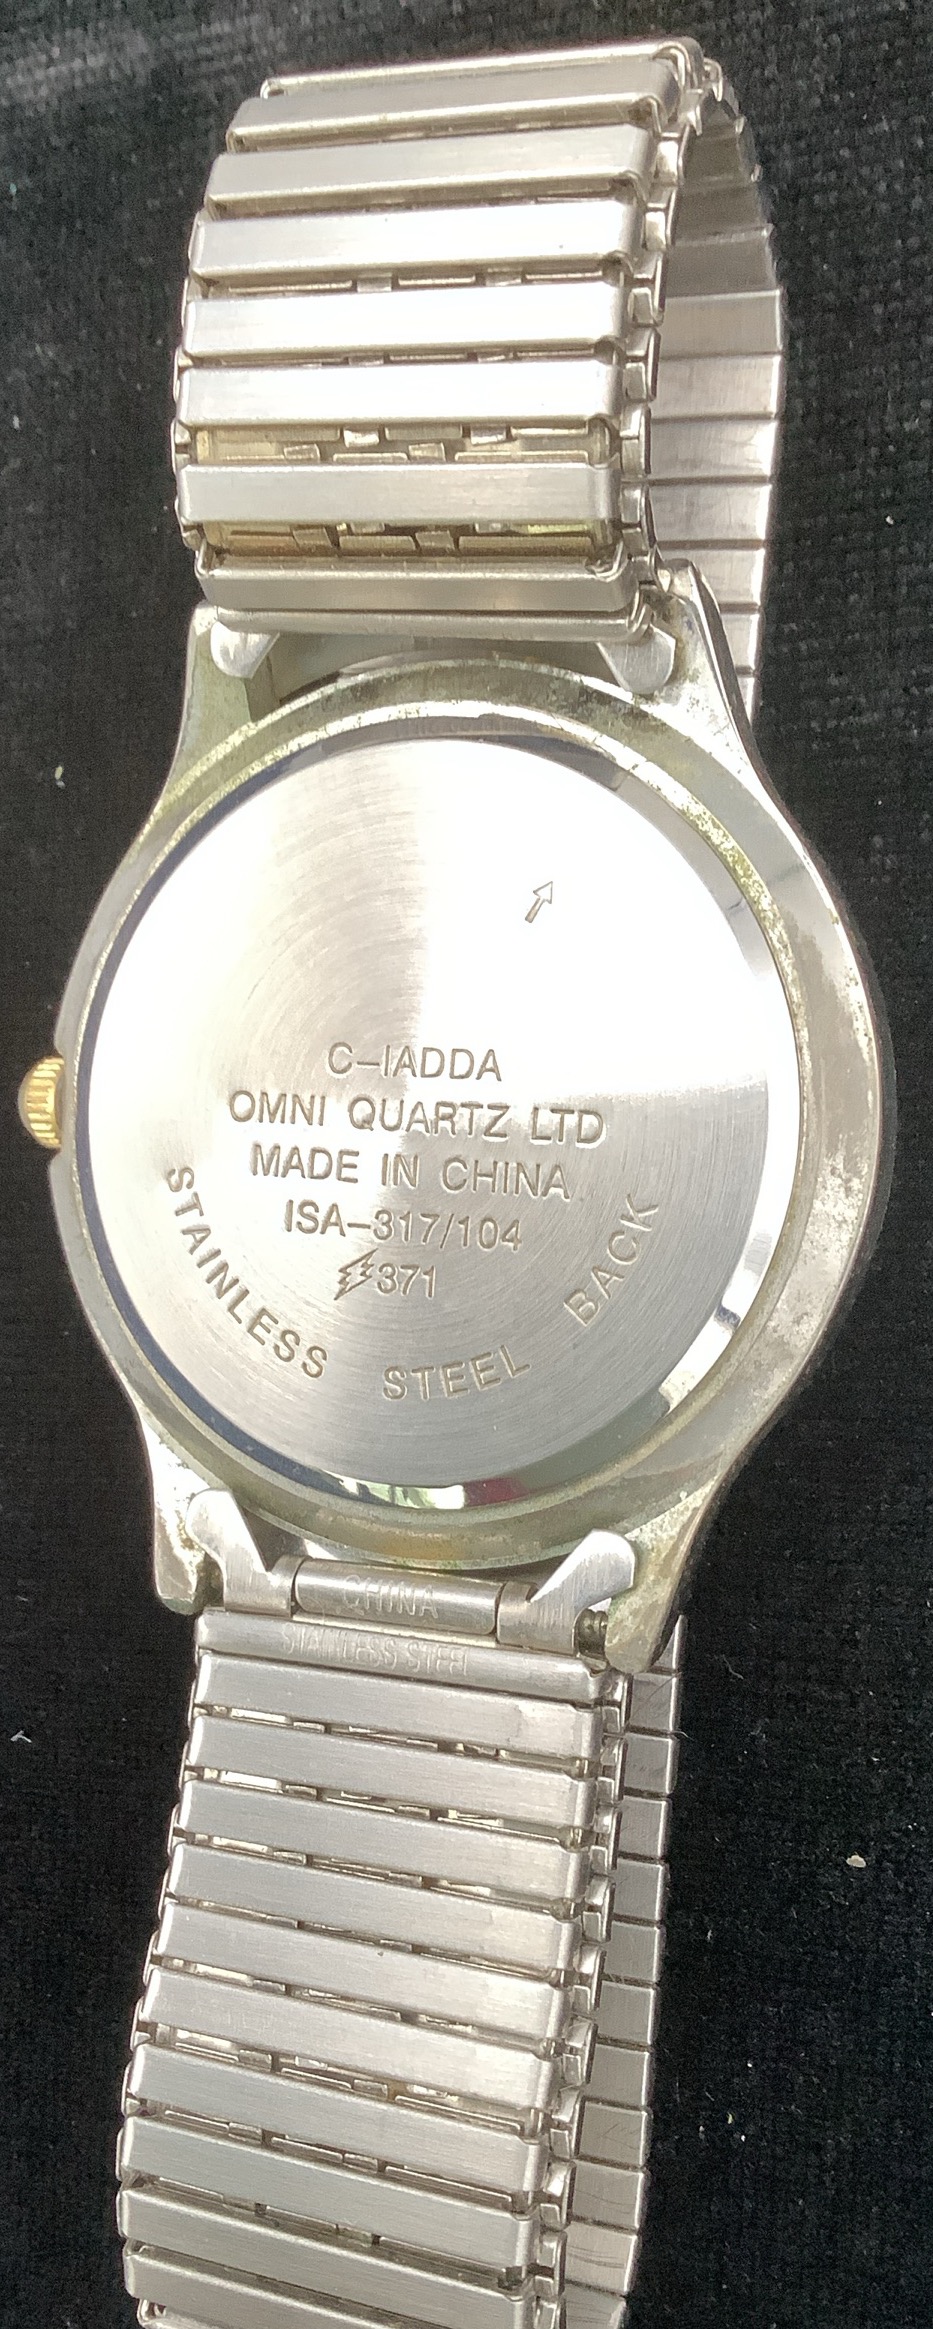 C-IADDA
OMNI QUARTZ LTD
MADE IN CHINA
ISA-317/104
371
STAINLESS STEEL BACK
CHINA
STAINLESS STEEL